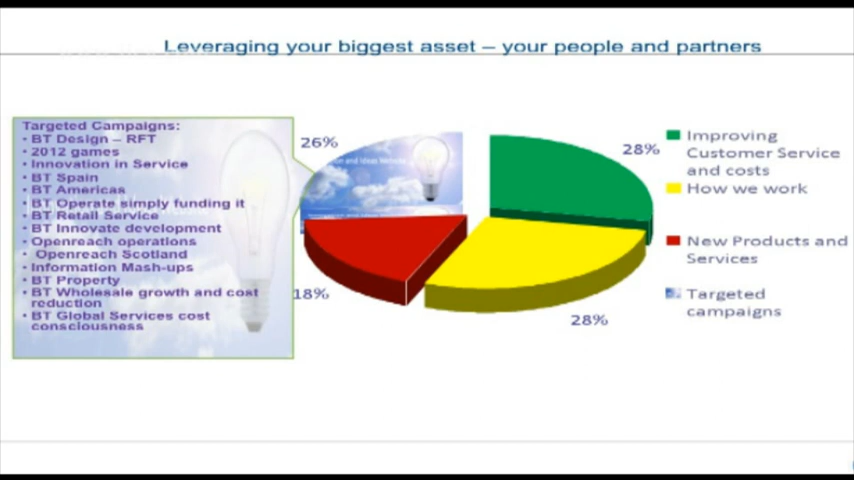 Leveraging your biggest asset – your people and partners
Targeted Campaigns:
• BT Design – RFT
• 2012 games
• Innovation in Service
• BT Spain
• BT Americas
• BT Operate simply funding it
• BT Retail Service
• BT Innovate development
• Openreach operations
• Openreach Scotland
• Information Mash-ups
• BT Property
• BT Wholesale growth and cost
reduction
• BT Global Services cost
consciousness
26%
and Ideas
28%
18%
28%
Improving
Customer Service
and costs
How we work
New Products and
Services
Targeted
campaigns